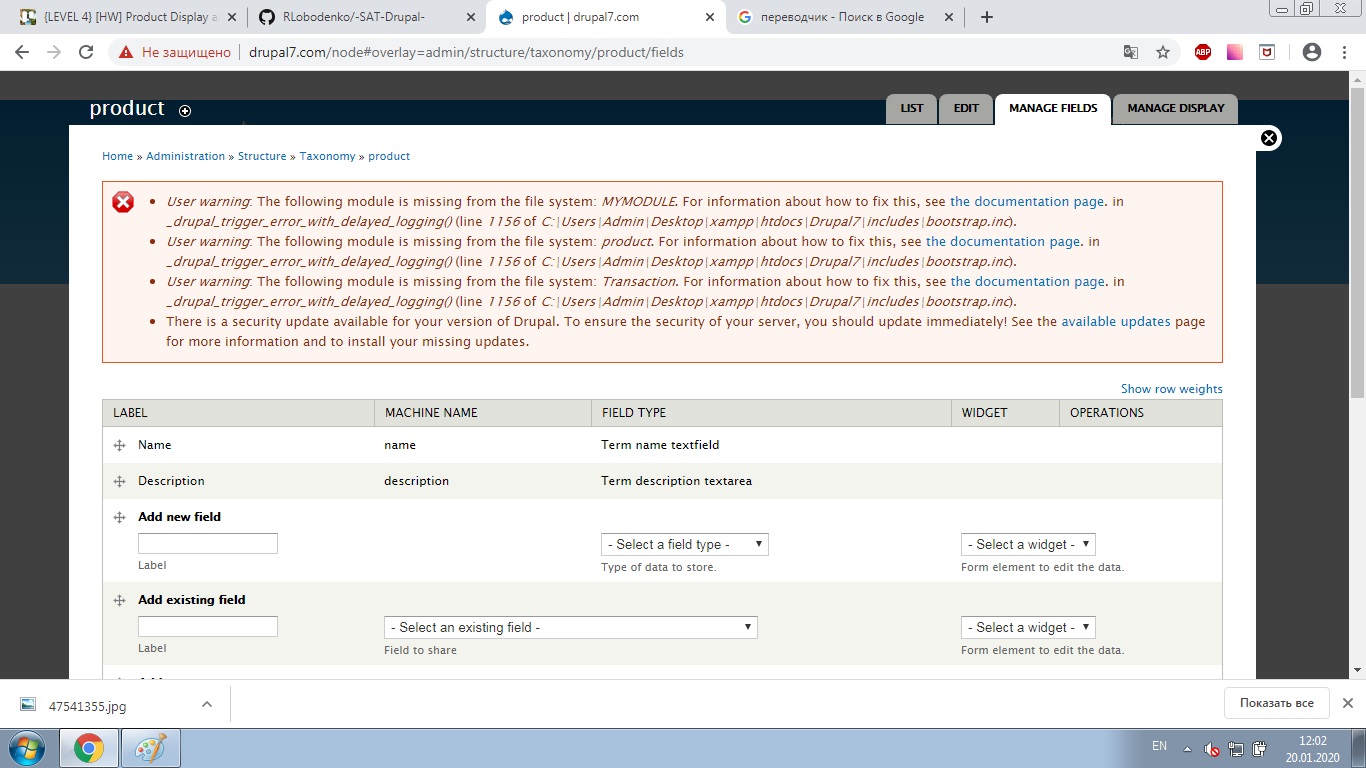 {LEVEL 4} [HW] Product Display a
RLobodenko/-SAT-Drupal-
product | drupal7.com
переводчик - Поиск в Google
Не защищено
drupal7.com/node#overlay=admin/structure/taxonomy/product/fields
ABP
product
LIST
EDIT
MANAGE FIELDS
MANAGE DISPLAY
Home » Administration » Structure » Taxonomy » product
User warning: The following module is missing from the file system: MYMODULE. For information about how to fix this, see the documentation page. in
_drupal_trigger_error_with_delayed_logging() (line 1156 of C:\Users\Admin\Desktop\xampp\htdocs\Drupal7\includes\bootstrap.inc).
User warning: The following module is missing from the file system: product. For information about how to fix this, see the documentation page. in
_drupal_trigger_error_with_delayed_logging() (line 1156 of C:\Users\Admin\Desktop\xampp\htdocs\Drupal7\includes\bootstrap.inc).
User warning: The following module is missing from the file system: Transaction. For information about how to fix this, see the documentation page. in
_drupal_trigger_error_with_delayed_logging() (line 1156 of C:\Users\Admin\Desktop\xampp\htdocs\Drupal7\includes\bootstrap.inc).
There is a security update available for your version of Drupal. To ensure the security of your server, you should update immediately! See the available updates page
for more information and to install your missing updates.
Show row weights
LABEL MACHINE NAME FIELD TYPE WIDGET OPERATIONS
Name name Term name textfield
Description description Term description textarea
Add new field
- Select a field type - - Select a widget -
Label Type of data to store. Form element to edit the data.
Add existing field
- Select an existing field - - Select a widget -
Label Field to share Form element to edit the data.
47541355.jpg
Показать все
EN
12:02
20.01.2020